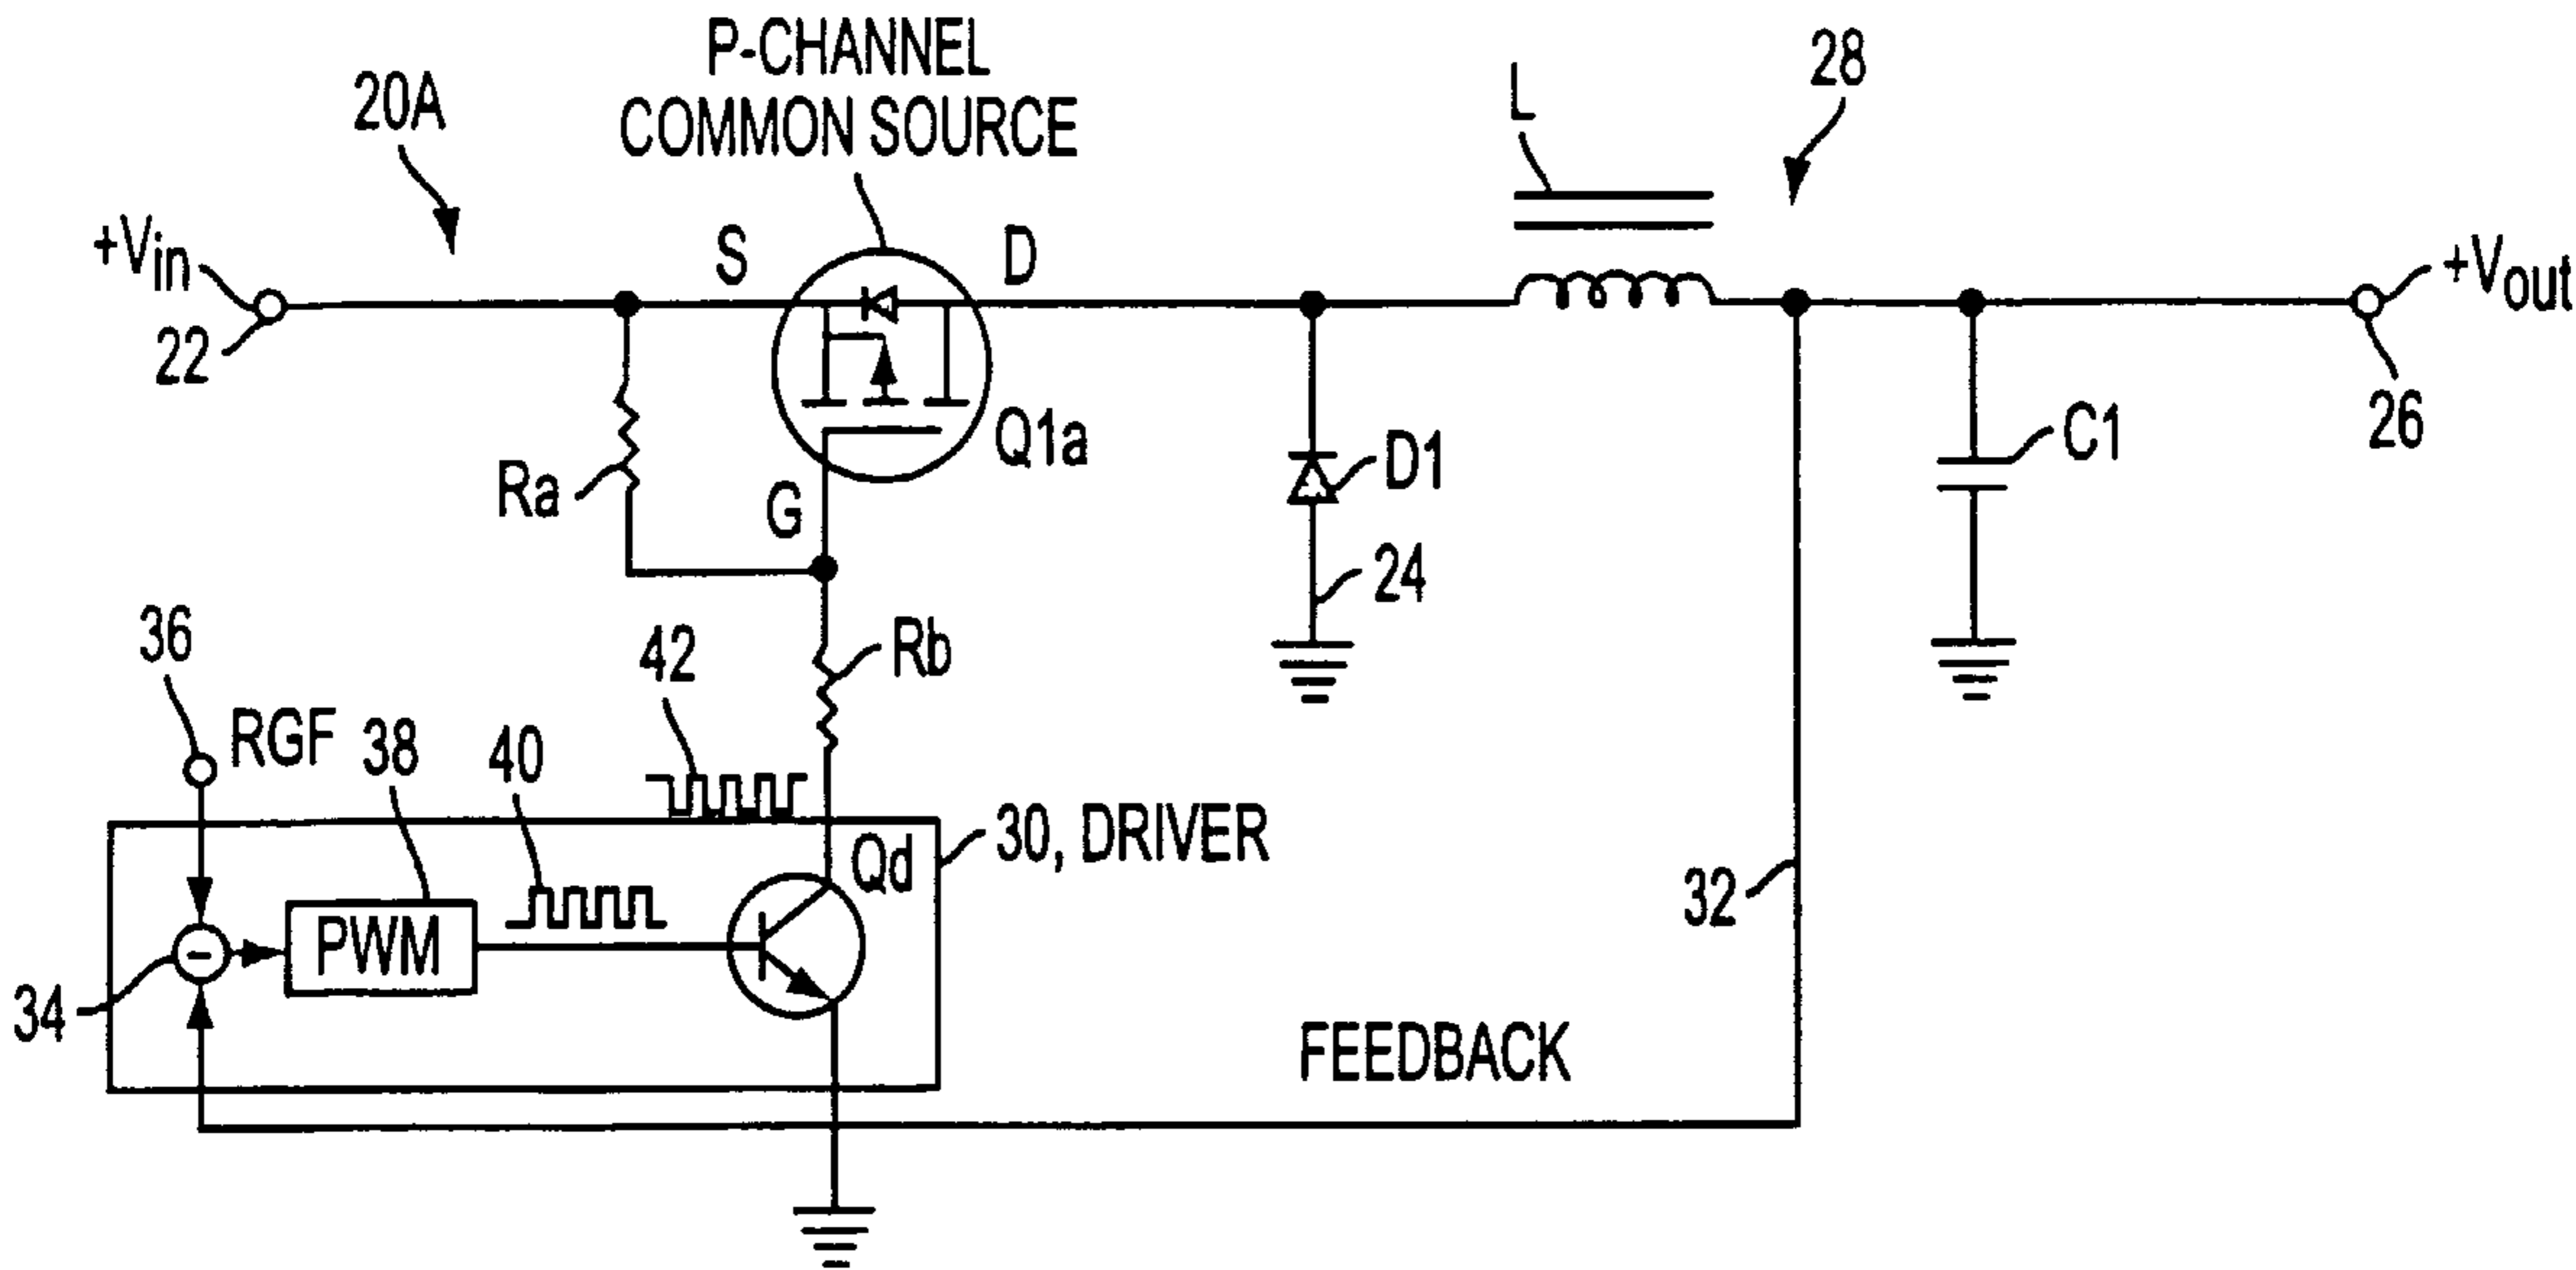 P-CHANNEL
COMMON SOURCE
20A
L
28
+Vin
22
S
D
+Vout
26
Q1a
Ra
G
D1
C1
24
36
RGF
42
Rb
38
40
30, DRIVER
Qd
PWM
34
32
FEEDBACK
-